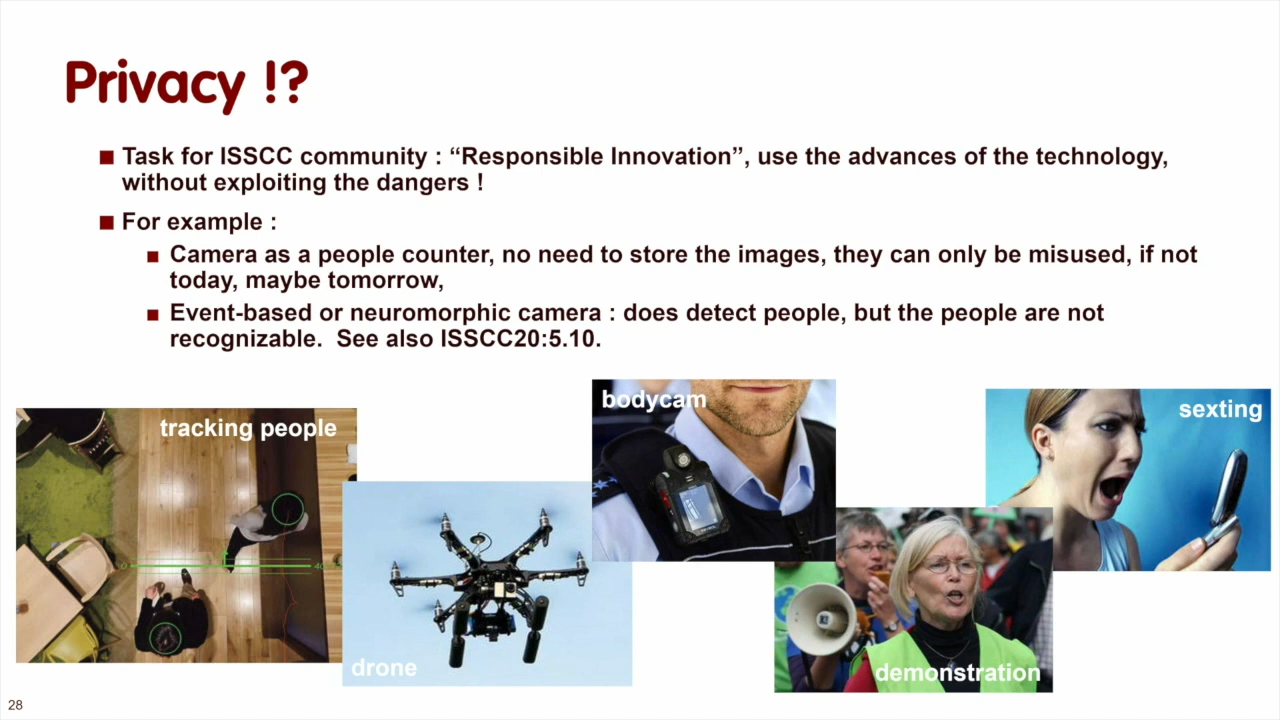 Privacy !?
Task for ISSCC community : “Responsible Innovation”, use the advances of the technology,
without exploiting the dangers !
For example :
Camera as a people counter, no need to store the images, they can only be misused, if not
today, maybe tomorrow,
Event-based or neuromorphic camera : does detect people, but the people are not
recognizable.  See also ISSCC20:5.10.
tracking people
drone
bodycam
demonstration
sexting
28